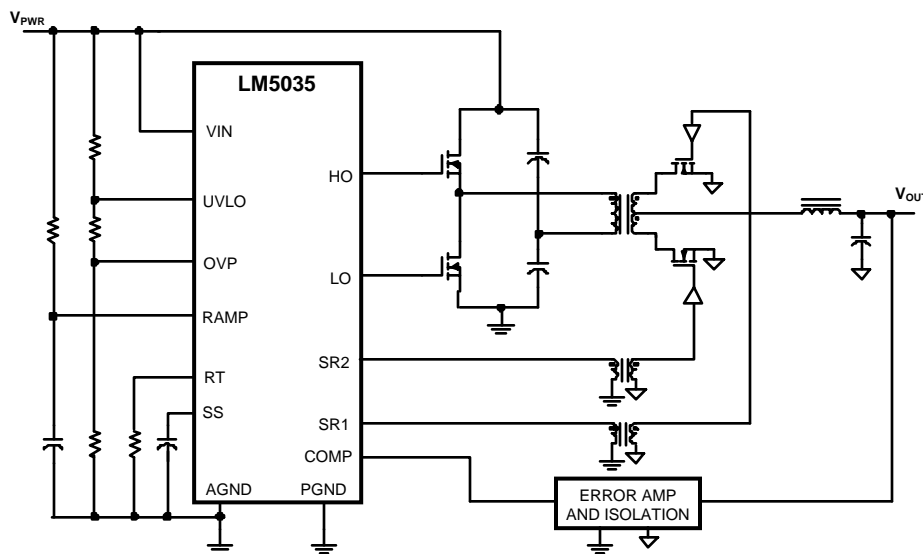 VPWR
LM5035
VIN
HO
UVLO
VOUT
OVP
LO
RAMP
SR2
RT
SS
SR1
COMP
AGND
PGND
ERROR AMP
AND ISOLATION